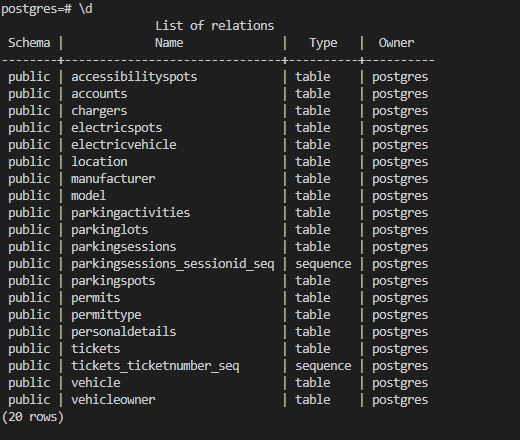 postgres=# \d
                       List of relations
 Schema |             Name             |   Type   |  Owner
--------+------------------------------+----------+----------
 public | accessibilityspots           | table    | postgres
 public | accounts                     | table    | postgres
 public | chargers                     | table    | postgres
 public | electricspots                | table    | postgres
 public | electricvehicle              | table    | postgres
 public | location                     | table    | postgres
 public | manufacturer                 | table    | postgres
 public | model                        | table    | postgres
 public | parkingactivities            | table    | postgres
 public | parkinglots                  | table    | postgres
 public | parkingsessions              | table    | postgres
 public | parkingsessions_sessionid_seq | sequence | postgres
 public | parkingspots                 | table    | postgres
 public | permits                      | table    | postgres
 public | permittype                   | table    | postgres
 public | personaldetails              | table    | postgres
 public | tickets                      | table    | postgres
 public | tickets_ticketnumber_seq     | sequence | postgres
 public | vehicle                      | table    | postgres
 public | vehicleowner                 | table    | postgres
(20 rows)